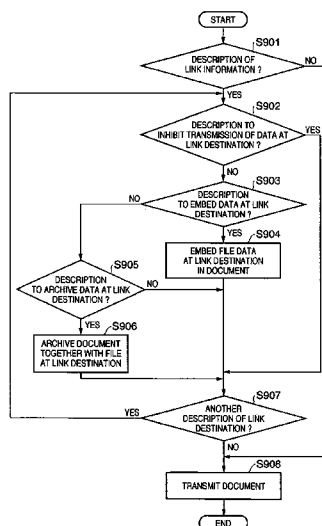 START
S901
DESCRIPTION OF
LINK INFORMATION ?
NO
YES
S902
DESCRIPTION TO
INHIBIT TRANSMISSION OF DATA AT
LINK DESTINATION ?
YES
NO
S903
NO
DESCRIPTION
TO EMBED DATA AT LINK
DESTINATION ?
YES
S904
EMBED FILE DATA
AT LINK DESTINATION
IN DOCUMENT
S905
DESCRIPTION
TO ARCHIVE DATA AT LINK
DESTINATION ?
NO
YES
S906
ARCHIVE DOCUMENT
TOGETHER WITH FILE
AT LINK DESTINATION
S907
YES
ANOTHER
DESCRIPTION OF LINK
DESTINATION ?
NO
S908
TRANSMIT DOCUMENT
END